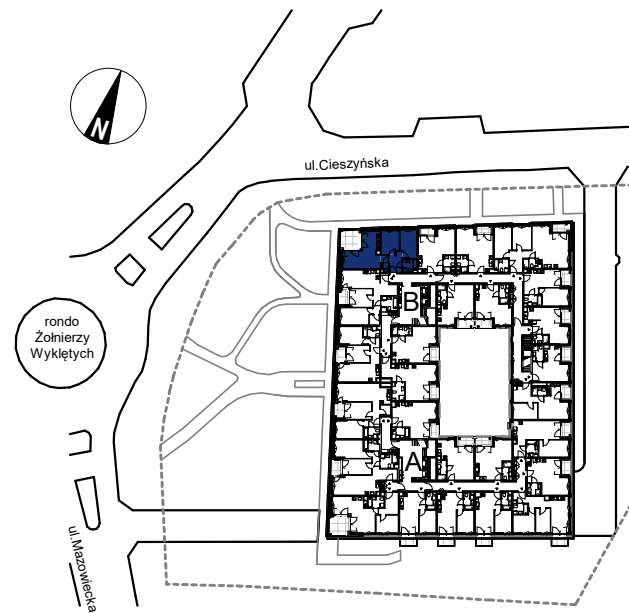 N
ul.Cieszyńska
B
rondo
Żołnierzy
Wyklętych
A
ul.Mazowiecka